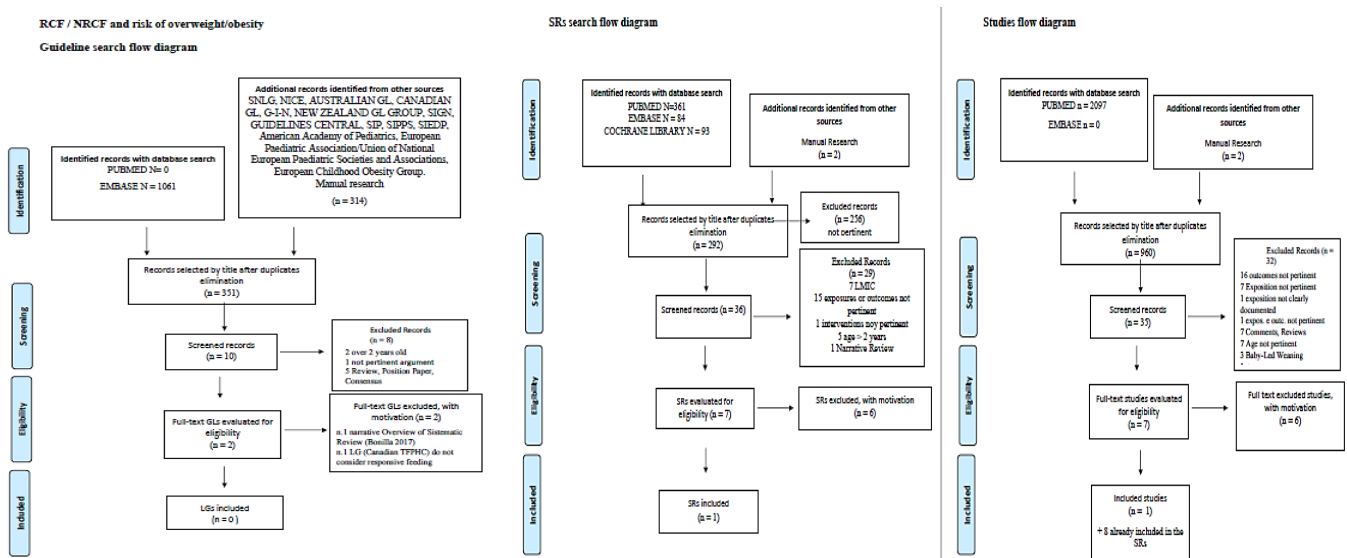 RCF / NRCF and risk of overweight/obesity
Guideline search flow diagram
Identification
Identified records with database search
PUBMED N= 0
EMBASE N = 1061
Additional records identified from other sources
SNLG, NICE, AUSTRALIAN GL, CANADIAN
GL, G-I-N, NEW ZEALAND GL GROUP, SIGN,
GUIDELINES CENTRAL, SIP, SIPPS, SIEDP,
American Academy of Pediatrics, European
Paediatric Association/Union of National
European Paediatric Societies and Associations,
European Childhood Obesity Group.
Manual research
(n = 314)
Records selected by title after duplicates
elimination
(n = 351)
Screening
Screened records
(n = 10)
Excluded Records
(n = 8)
2 over 2 years old
1 not pertinent argument
5 Review, Position Paper,
Consensus
Eligibility
Full-text GLs evaluated for
eligibility
(n = 2)
Full-text GLs excluded, with
motivation (n = 2)
n.1 narrative Overview of Sistematic
Review (Bonilla 2017)
n.1 LG (Canadian TFPHC) do not
consider responsive feeding
Included
LGs included
(n = 0 )
SRs search flow diagram
Identification
Identified records with database search
PUBMED N=361
EMBASE N = 84
COCHRANE LIBRARY N = 93
Additional records identified from other
sources
Manual Research
(n = 2)
Records selected by title after duplicates
elimination
(n = 292)
Excluded records
(n = 256)
not pertinent
Screening
Screened records (n = 36)
Excluded Records
(n = 29)
7 LMIC
15 exposures or outcomes not
pertinent
1 interventions noy pertinent
5 age > 2 years
1 Narrative Review
Eligibility
SRs evaluated for
eligibility (n = 7)
SRs excluded, with motivation
(n = 6)
Included
SRs included
(n = 1)
Studies flow diagram
Identification
Identified records with database search
PUBMED n = 2097
EMBASE n = 0
Additional records identified from other
sources
Manual Research
(n = 2)
Records selected by title after duplicates
elimination
(n = 960)
Screening
Screened records
(n = 35)
Excluded Records (n =
32)
16 outcomes not pertinent
7 Exposition not pertinent
1 exposition not clearly
documented
1 expos. e outc. not pertinent
7 Comments, Reviews
7 Age not pertinent
3 Baby-Led Weaning
Eligibility
Full-text studies evaluated
for eligibility
(n = 7)
Full text excluded studies,
with motivation
(n = 6)
Included
Included studies
(n = 1)
+ 8 already included in the
SRs